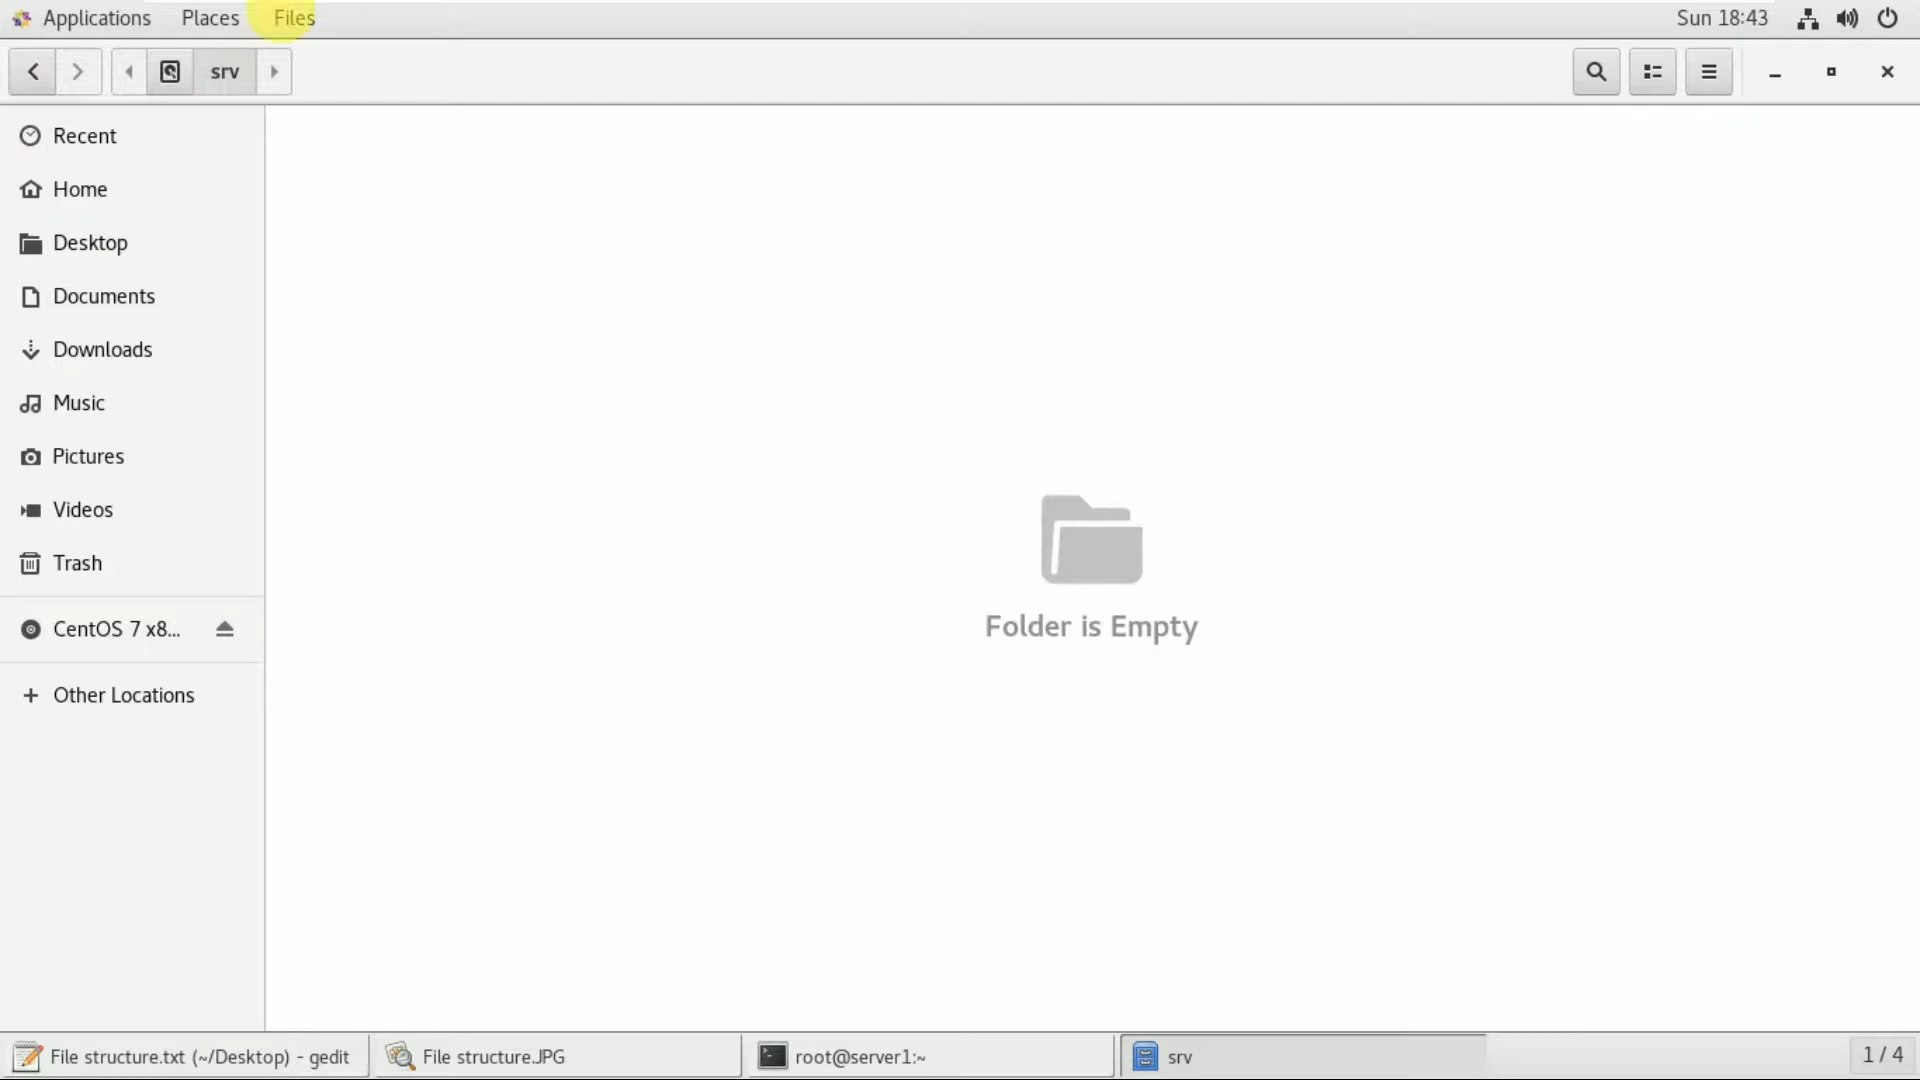 Applications Places Files Sun 18:43
srv
Recent
Home
Desktop
Documents
Downloads
Music
Pictures
Videos
Trash
CentOS 7 x8...
Other Locations
Folder is Empty
File structure.txt (~/Desktop) - gedit File structure.JPG root@server1:~ srv 1 / 4